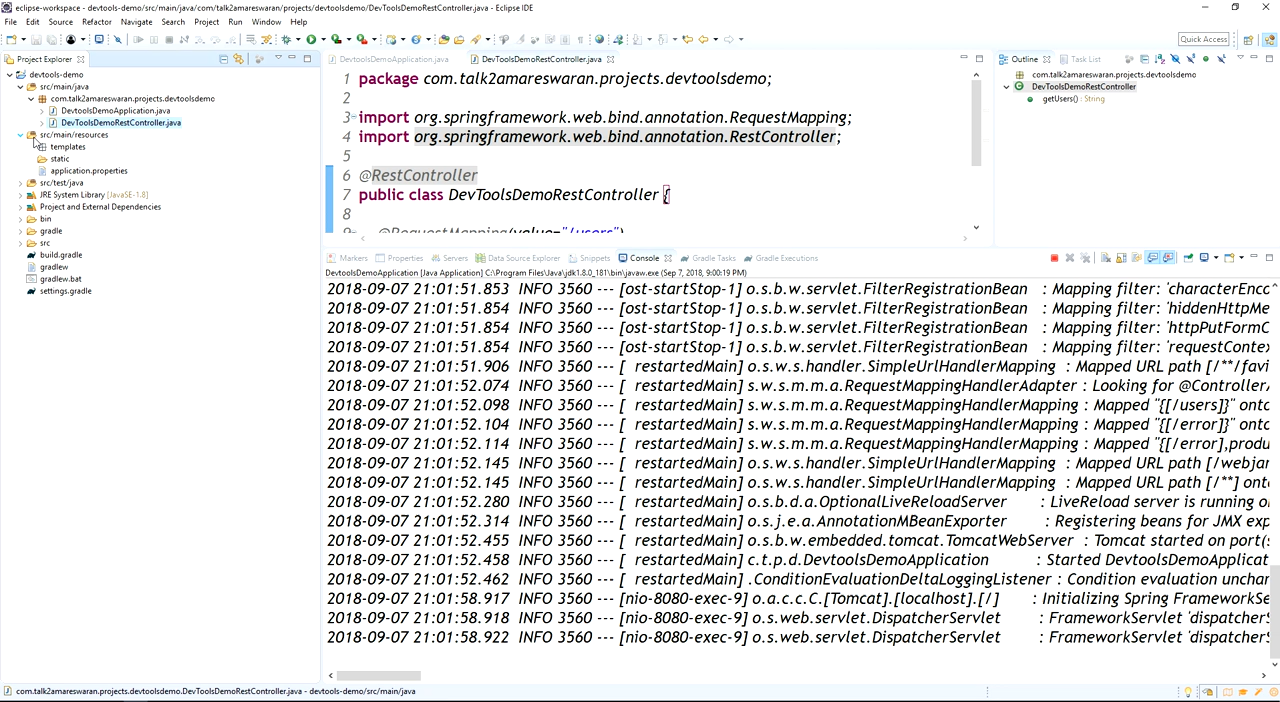 eclipse-workspace - devtools-demo/src/main/java/com/talk2amareswaran/projects/devtoolsdemo/DevToolsDemoRestController.java - Eclipse IDE
File Edit Source Refactor Navigate Search Project Run Window Help
Quick Access
Project Explorer
devtools-demo
src/main/java
com.talk2amareswaran.projects.devtoolsdemo
DevtoolsDemoApplication.java
DevToolsDemoRestController.java
src/main/resources
templates
static
application.properties
src/test/java
JRE System Library [JavaSE-1.8]
Project and External Dependencies
bin
gradle
src
build.gradle
gradlew
gradlew.bat
settings.gradle
DevtoolsDemoApplication.java DevToolsDemoRestController.java
1 package com.talk2amareswaran.projects.devtoolsdemo;
2
3 import org.springframework.web.bind.annotation.RequestMapping;
4 import org.springframework.web.bind.annotation.RestController;
5
6 @RestController
7 public class DevToolsDemoRestController {
8
9 @RequestMapping(value="/users")
Outline Task List
com.talk2amareswaran.projects.devtoolsdemo
DevToolsDemoRestController
getUsers() : String
Markers Properties Servers Data Source Explorer Snippets Console Gradle Tasks Gradle Executions
DevtoolsDemoApplication [Java Application] C:\Program Files\Java\jdk1.8.0_181\bin\javaw.exe (Sep 7, 2018, 9:00:19 PM)
2018-09-07 21:01:51.853 INFO 3560 --- [ost-startStop-1] o.s.b.w.servlet.FilterRegistrationBean : Mapping filter: 'characterEnco
2018-09-07 21:01:51.854 INFO 3560 --- [ost-startStop-1] o.s.b.w.servlet.FilterRegistrationBean : Mapping filter: 'hiddenHttpMe
2018-09-07 21:01:51.854 INFO 3560 --- [ost-startStop-1] o.s.b.w.servlet.FilterRegistrationBean : Mapping filter: 'httpPutFormC
2018-09-07 21:01:51.854 INFO 3560 --- [ost-startStop-1] o.s.b.w.servlet.FilterRegistrationBean : Mapping filter: 'requestContex
2018-09-07 21:01:51.906 INFO 3560 --- [ restartedMain] o.s.w.s.handler.SimpleUrlHandlerMapping : Mapped URL path [/**/favi
2018-09-07 21:01:52.074 INFO 3560 --- [ restartedMain] s.w.s.m.m.a.RequestMappingHandlerAdapter : Looking for @ControllerA
2018-09-07 21:01:52.098 INFO 3560 --- [ restartedMain] s.w.s.m.m.a.RequestMappingHandlerMapping : Mapped "{[/users]}" onto
2018-09-07 21:01:52.104 INFO 3560 --- [ restartedMain] s.w.s.m.m.a.RequestMappingHandlerMapping : Mapped "{[/error]}" onto
2018-09-07 21:01:52.114 INFO 3560 --- [ restartedMain] s.w.s.m.m.a.RequestMappingHandlerMapping : Mapped "{[/error],produ
2018-09-07 21:01:52.145 INFO 3560 --- [ restartedMain] o.s.w.s.handler.SimpleUrlHandlerMapping : Mapped URL path [/webjar
2018-09-07 21:01:52.145 INFO 3560 --- [ restartedMain] o.s.w.s.handler.SimpleUrlHandlerMapping : Mapped URL path [/**] onto
2018-09-07 21:01:52.280 INFO 3560 --- [ restartedMain] o.s.b.d.a.OptionalLiveReloadServer : LiveReload server is running o
2018-09-07 21:01:52.314 INFO 3560 --- [ restartedMain] o.s.j.e.a.AnnotationMBeanExporter : Registering beans for JMX exp
2018-09-07 21:01:52.455 INFO 3560 --- [ restartedMain] o.s.b.w.embedded.tomcat.TomcatWebServer : Tomcat started on port(s
2018-09-07 21:01:52.458 INFO 3560 --- [ restartedMain] c.t.p.d.DevtoolsDemoApplication : Started DevtoolsDemoApplicat
2018-09-07 21:01:52.462 INFO 3560 --- [ restartedMain] .ConditionEvaluationDeltaLoggingListener : Condition evaluation unchan
2018-09-07 21:01:58.917 INFO 3560 --- [nio-8080-exec-9] o.a.c.c.C.[Tomcat].[localhost].[/] : Initializing Spring FrameworkSe
2018-09-07 21:01:58.918 INFO 3560 --- [nio-8080-exec-9] o.s.web.servlet.DispatcherServlet : FrameworkServlet 'dispatcherS
2018-09-07 21:01:58.922 INFO 3560 --- [nio-8080-exec-9] o.s.web.servlet.DispatcherServlet : FrameworkServlet 'dispatcherS
com.talk2amareswaran.projects.devtoolsdemo.DevToolsDemoRestController.java - devtools-demo/src/main/java